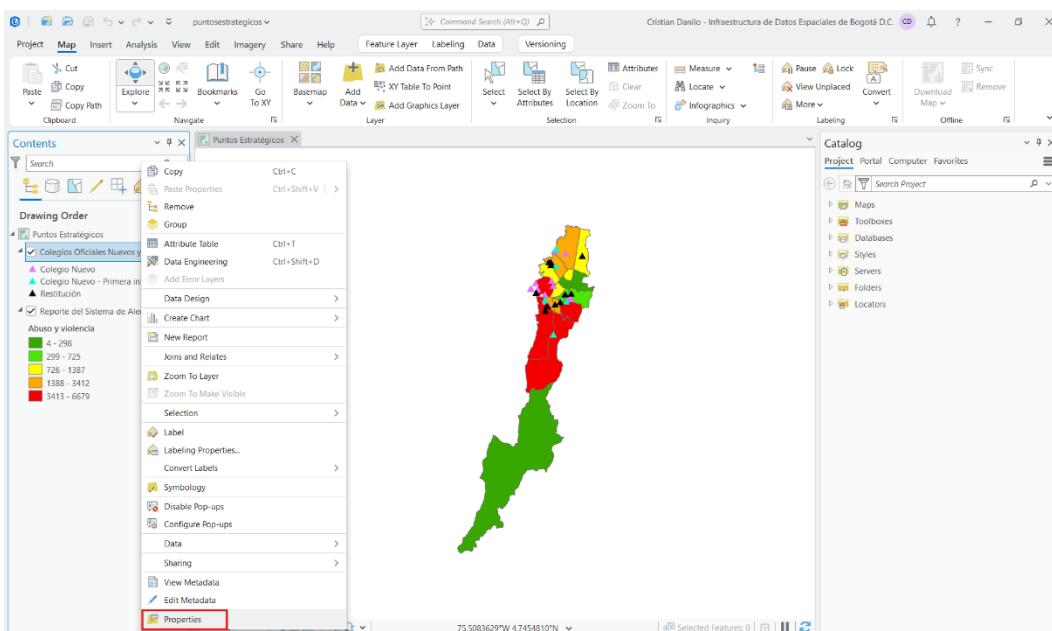 puntosestrategicos
Command Search (Alt+Q)
Cristian Danilo - Infraestructura de Datos Espaciales de Bogotá D.C.
CD
?
Project Map Insert Analysis View Edit Imagery Share Help Feature Layer Labeling Data Versioning
Paste
Cut
Copy
Copy Path
Clipboard
Explore
Bookmarks
Go To XY
Navigate
Basemap
Add Data
Add Data From Path
XY Table To Point
Add Graphics Layer
Layer
Select
Select By Attributes
Select By Location
Attributes
Clear
Zoom To
Selection
Measure
Locate
Infographics
Inquiry
Pause Lock
View Unplaced
More
Convert
Labeling
Download Map
Sync
Remove
Offline
Contents
Search
Drawing Order
Puntos Estratégicos
Colegios Oficiales Nuevos y
Colegio Nuevo
Colegio Nuevo - Primera in
Restitución
Reporte del Sistema de Aler
Abuso y violencia
4 - 298
299 - 725
726 - 1387
1388 - 3412
3413 - 6679
Copy Ctrl+C
Paste Properties Ctrl+Shift+V
Remove
Group
Attribute Table Ctrl+T
Data Engineering Ctrl+Shift+D
Add Error Layers
Data Design
Create Chart
New Report
Joins and Relates
Zoom To Layer
Zoom To Make Visible
Selection
Label
Labeling Properties...
Convert Labels
Symbology
Disable Pop-ups
Configure Pop-ups
Data
Sharing
View Metadata
Edit Metadata
Properties
Puntos Estratégicos
75.5083629°W 4.7454810°N
Selected Features: 0
Catalog
Project Portal Computer Favorites
Search Project
Maps
Toolboxes
Databases
Styles
Servers
Folders
Locators